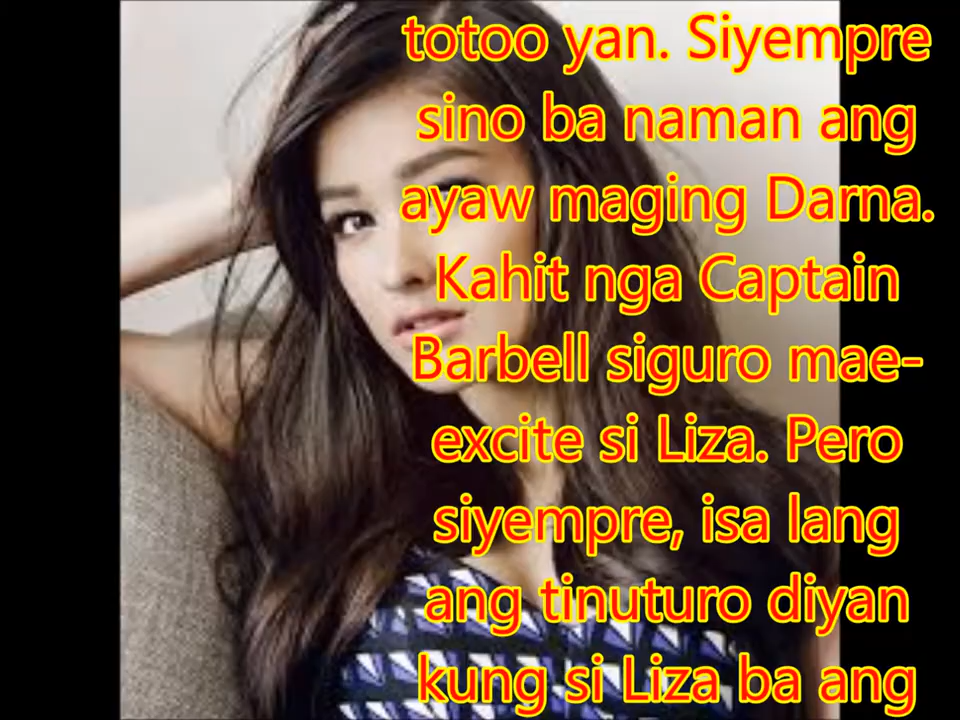 totoo yan. Siyempre
sino ba naman ang
ayaw maging Darna.
Kahit nga Captain
Barbell siguro mae-
excite si Liza. Pero
siyempre, isa lang
ang tinuturo diyan
kung si Liza ba ang